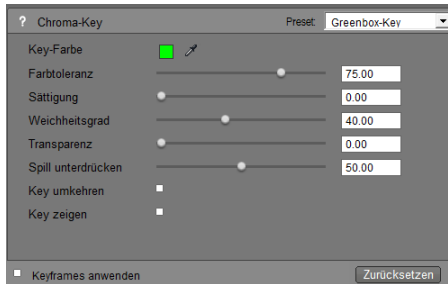 ? Chroma-Key Preset: Greenbox-Key
Key-Farbe
Farbtoleranz 75.00
Sättigung 0.00
Weichheitsgrad 40.00
Transparenz 0.00
Spill unterdrücken 50.00
Key umkehren
Key zeigen
Keyframes anwenden Zurücksetzen